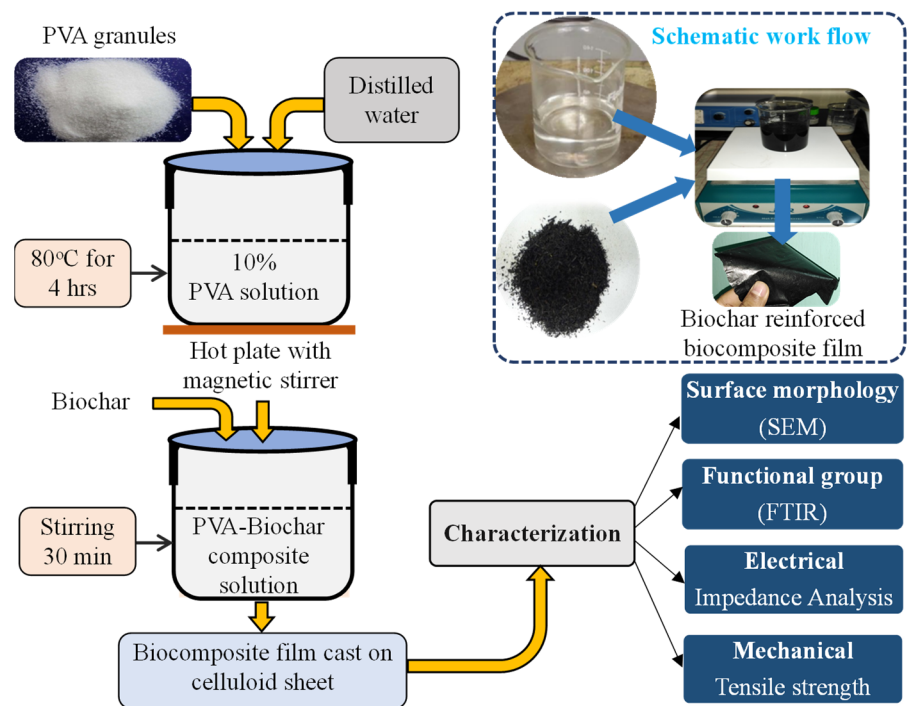 PVA granules
Distilled
water
80°C for
4 hrs
10%
PVA solution
Hot plate with
magnetic stirrer
Biochar
Stirring
30 min
PVA-Biochar
composite
solution
Biocomposite film cast on
celluloid sheet
Schematic work flow
Biochar reinforced
biocomposite film
Characterization
Surface morphology
(SEM)
Functional group
(FTIR)
Electrical
Impedance Analysis
Mechanical
Tensile strength